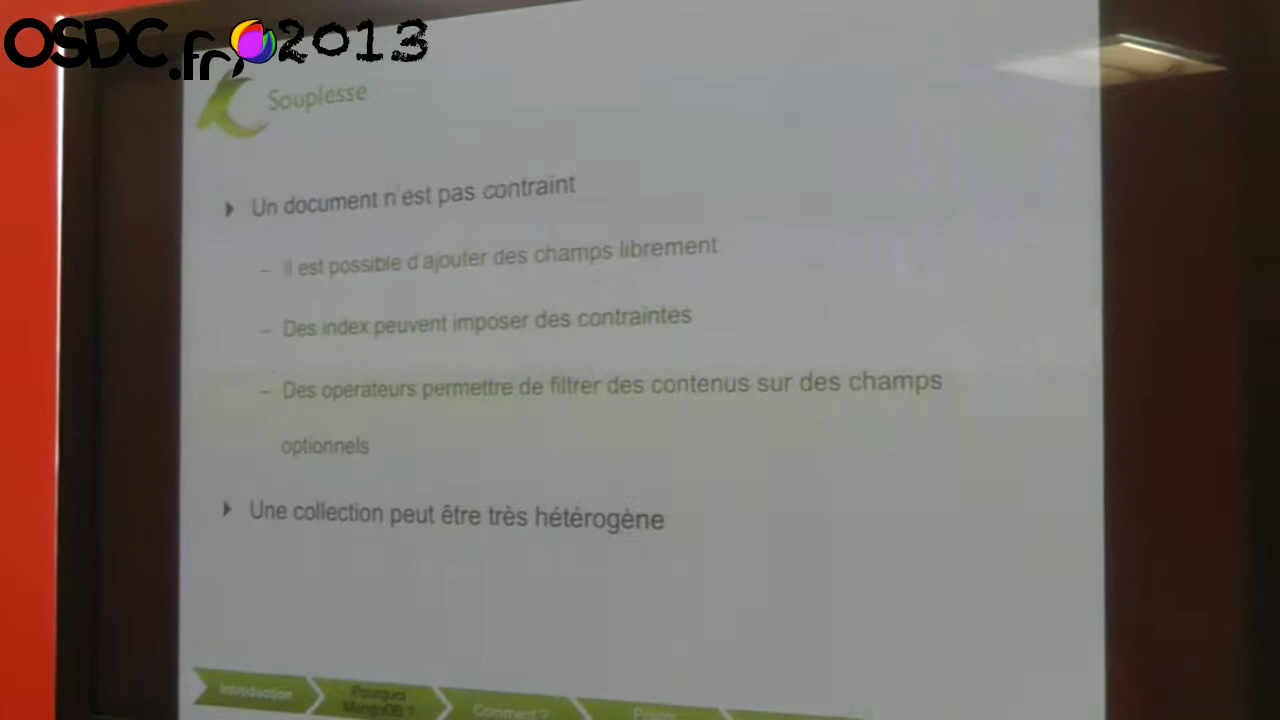 OSDC.fr 2013
Souplesse
Un document n'est pas contraint
– il est possible d'ajouter des champs librement
– Des index peuvent imposer des contraintes
– Des opérateurs permettre de filtrer des contenus sur des champs
optionnels
Une collection peut être très hétérogène
Introduction
Pourquoi
MongoDB ?
Comment ?